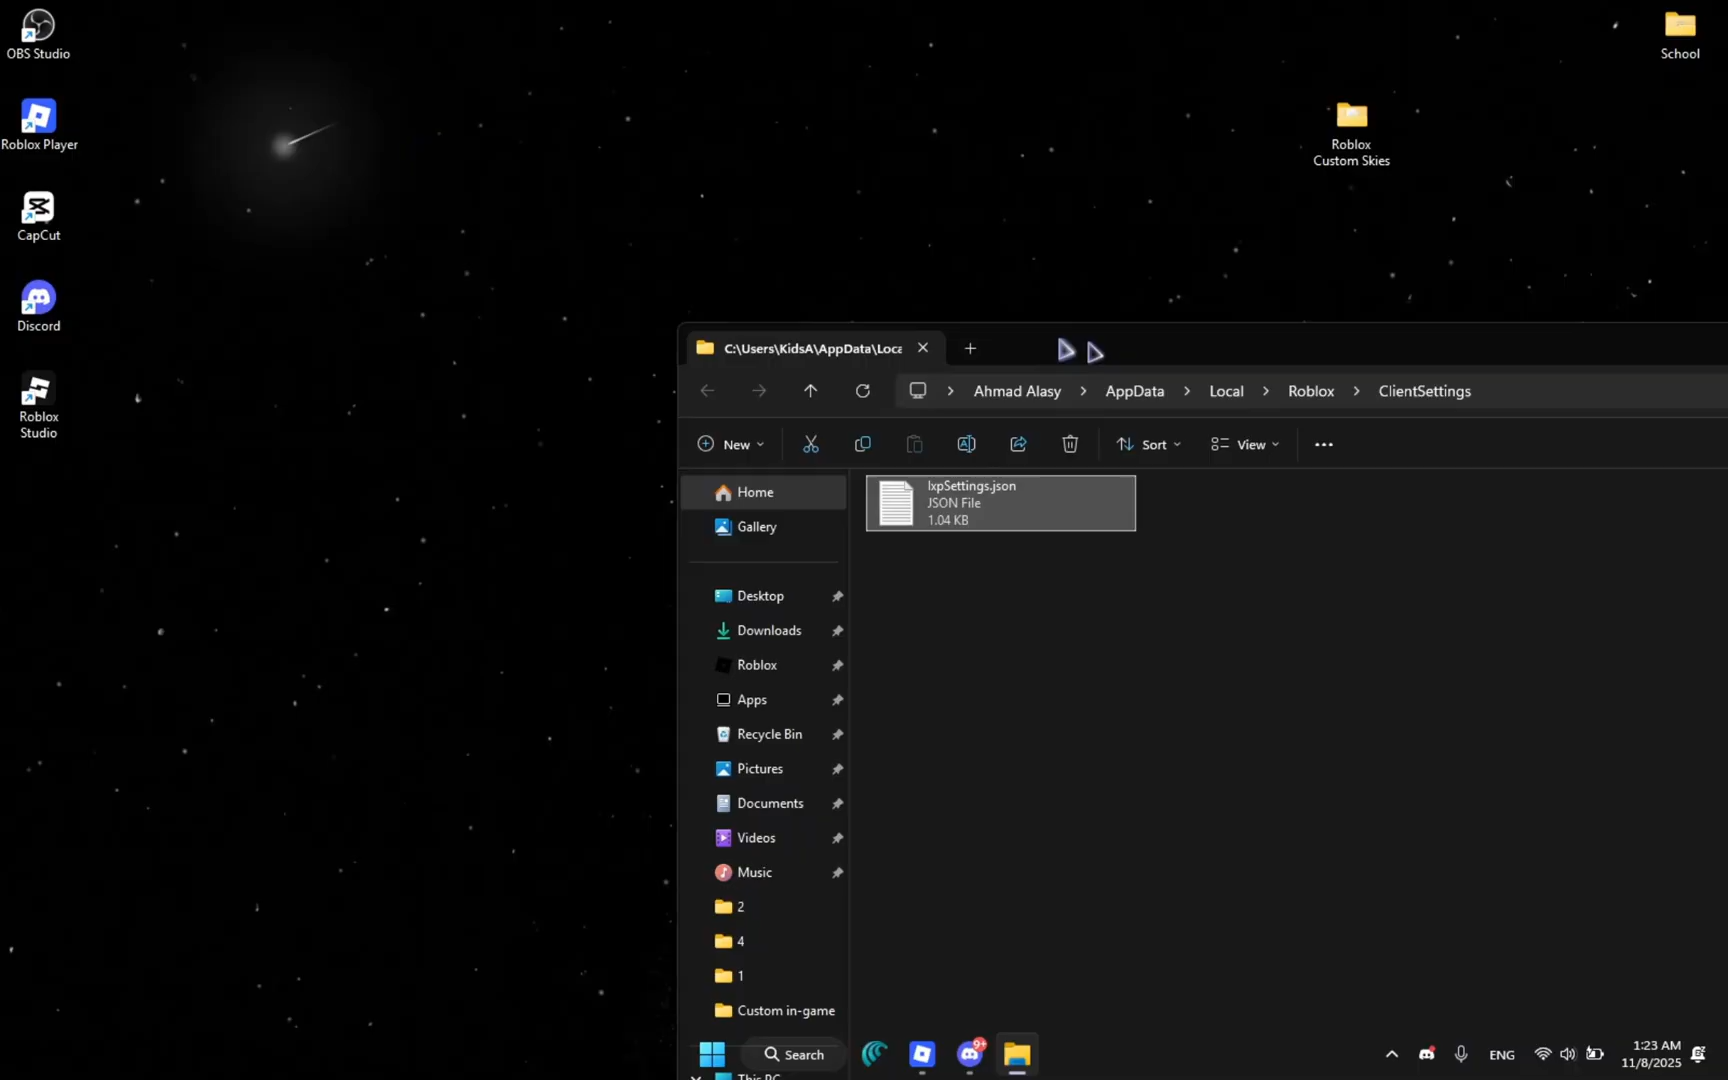 OBS Studio
Roblox Player
CapCut
Discord
Roblox
Studio
School
Roblox
Custom Skies
C:\Users\KidsA\AppData\Loca
Ahmad Alasy > AppData > Local > Roblox > ClientSettings
New
Sort
View
Home
Gallery
Desktop
Downloads
Roblox
Apps
Recycle Bin
Pictures
Documents
Videos
Music
2
4
1
Custom in-game
This PC
IxpSettings.json
JSON File
1.04 KB
Search
9+
ENG
1:23 AM
11/8/2025